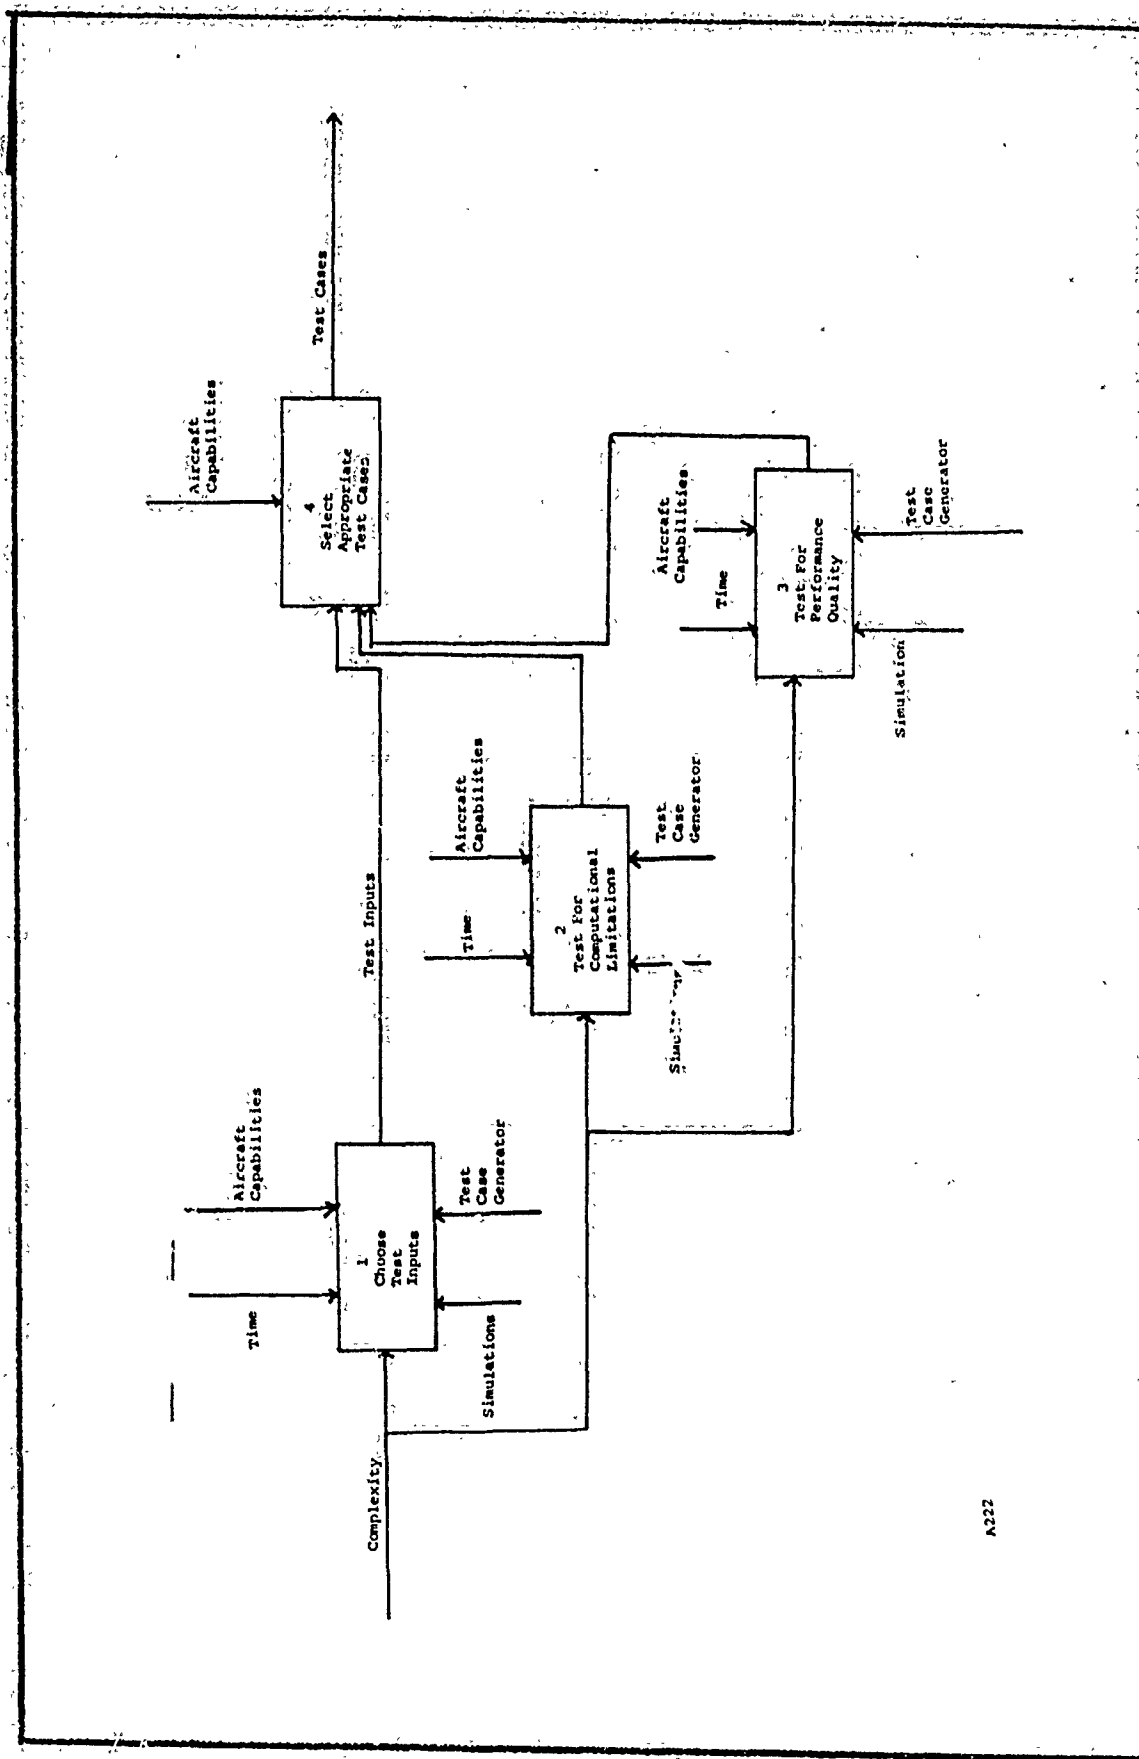 Complexity
Time
Aircraft
Capabilities
1
Choose
Test
Inputs
Simulations
Test
Case
Generator
Test Inputs
Time
Aircraft
Capabilities
2
Test For
Computational
Limitations
Test
Case
Generator
Time
Aircraft
Capabilities
3
Test For
Performance
Quality
Simulation
Test
Case
Generator
Aircraft
Capabilities
4
Select
Appropriate
Test Cases
Test Cases
A222